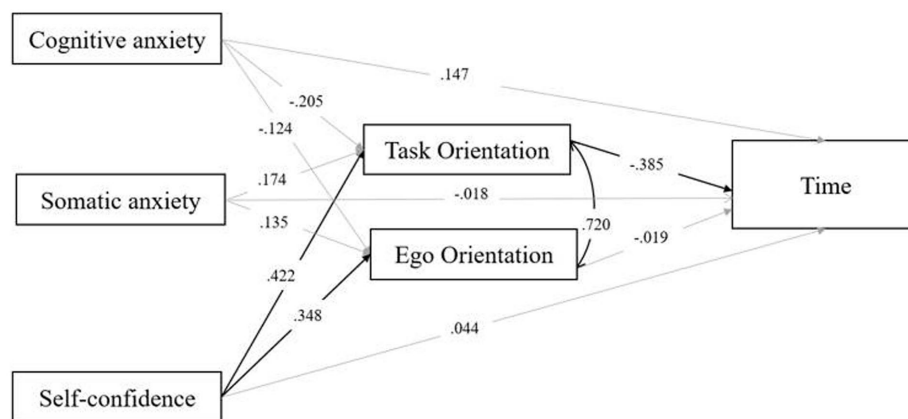 Cognitive anxiety
.147
-.205
-.124
Task Orientation
-.385
Time
.174
Somatic anxiety
-.018
.135
.720
-.019
Ego Orientation
.422
.348
.044
Self-confidence